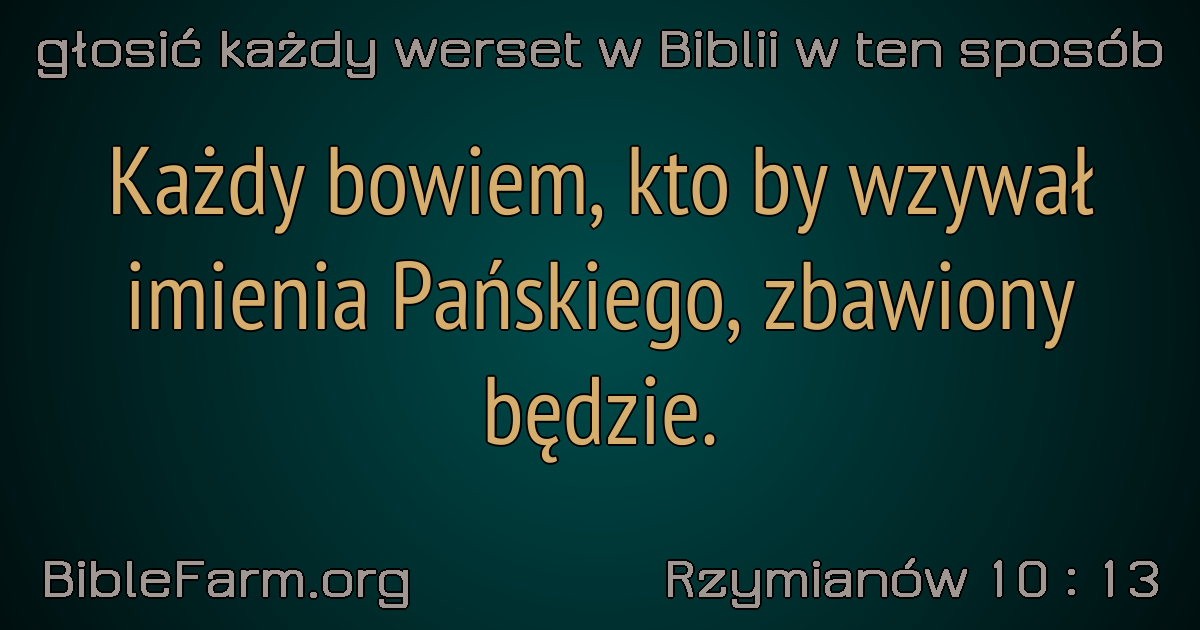 głosić każdy werset w Biblii w ten sposób
Każdy bowiem, kto by wzywał
imienia Pańskiego, zbawiony
będzie.
BibleFarm.org
Rzymianów 10 : 13